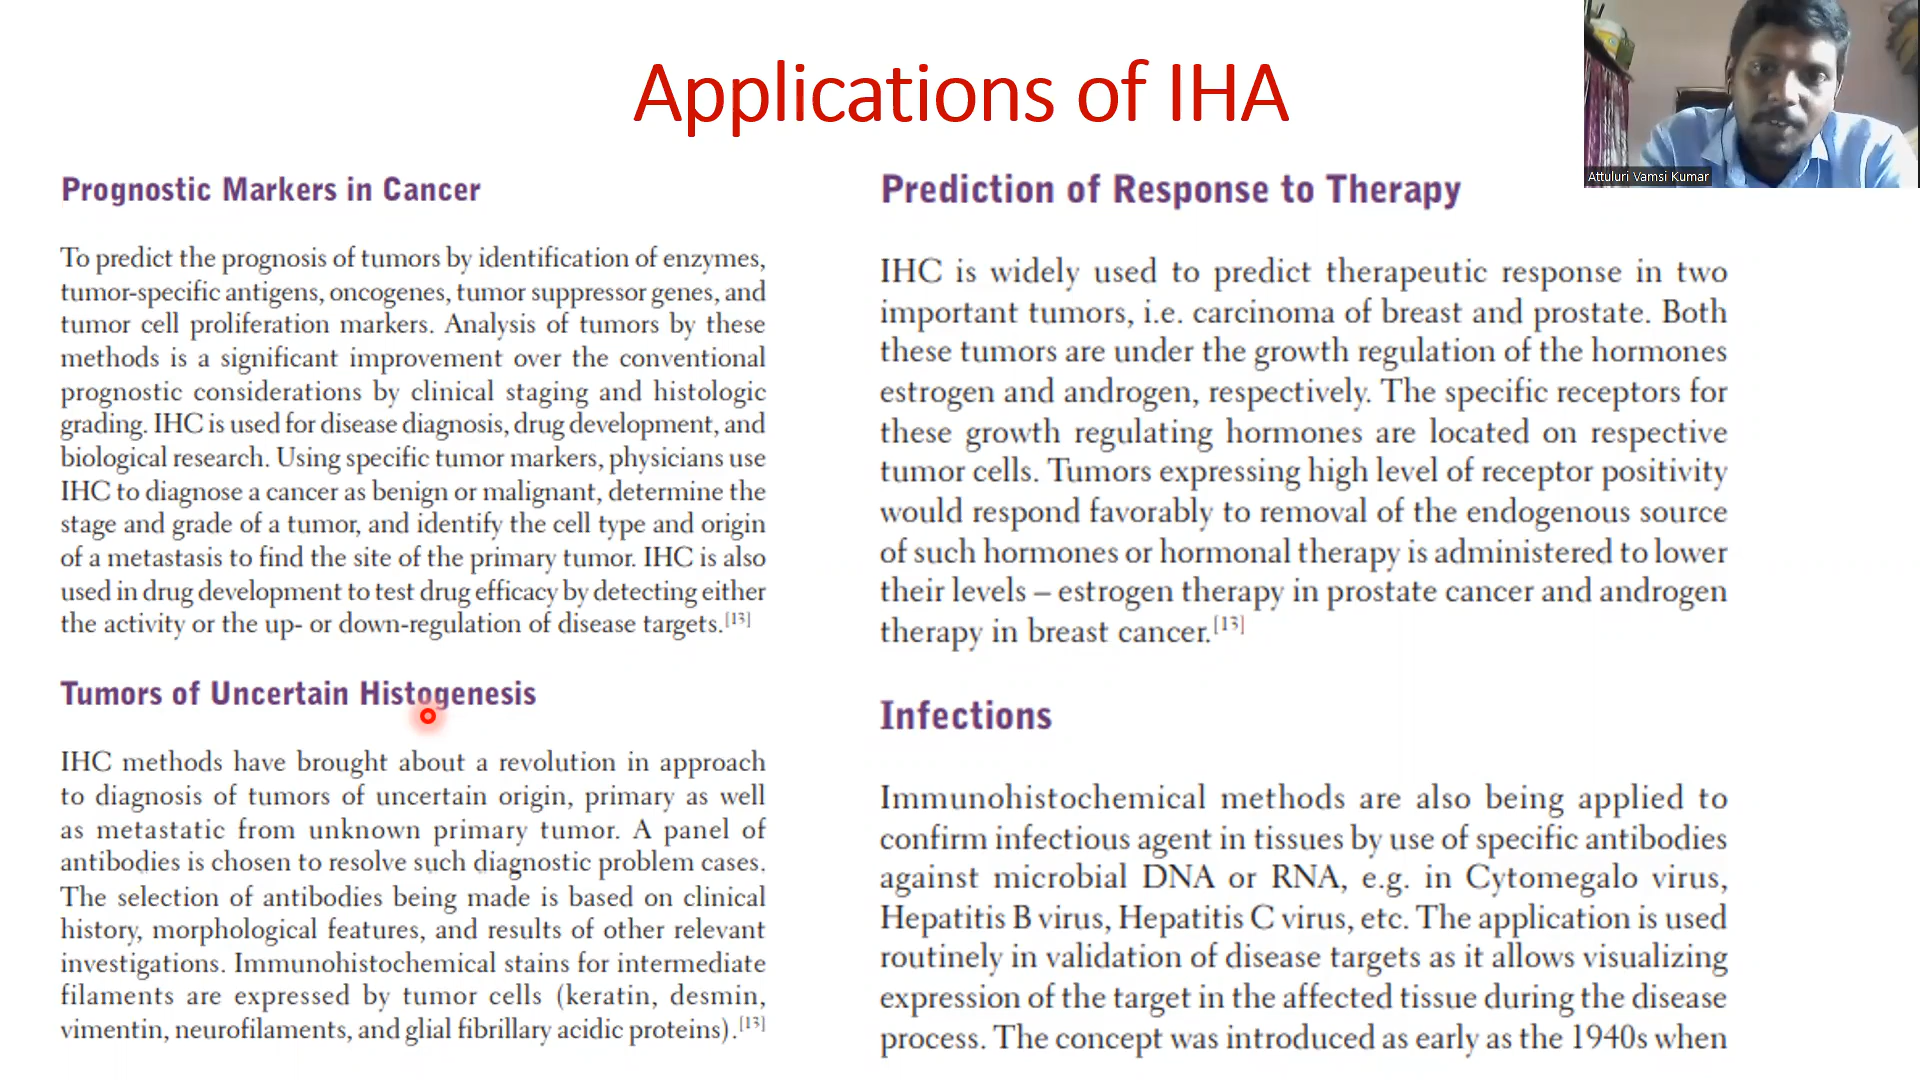 Applications of IHA
Attuluri Vamsi Kumar
Prognostic Markers in Cancer
To predict the prognosis of tumors by identification of enzymes,
tumor-specific antigens, oncogenes, tumor suppressor genes, and
tumor cell proliferation markers. Analysis of tumors by these
methods is a significant improvement over the conventional
prognostic considerations by clinical staging and histologic
grading. IHC is used for disease diagnosis, drug development, and
biological research. Using specific tumor markers, physicians use
IHC to diagnose a cancer as benign or malignant, determine the
stage and grade of a tumor, and identify the cell type and origin
of a metastasis to find the site of the primary tumor. IHC is also
used in drug development to test drug efficacy by detecting either
the activity or the up- or down-regulation of disease targets.[13]
Tumors of Uncertain Histogenesis
IHC methods have brought about a revolution in approach
to diagnosis of tumors of uncertain origin, primary as well
as metastatic from unknown primary tumor. A panel of
antibodies is chosen to resolve such diagnostic problem cases.
The selection of antibodies being made is based on clinical
history, morphological features, and results of other relevant
investigations. Immunohistochemical stains for intermediate
filaments are expressed by tumor cells (keratin, desmin,
vimentin, neurofilaments, and glial fibrillary acidic proteins).[13]
Prediction of Response to Therapy
IHC is widely used to predict therapeutic response in two
important tumors, i.e. carcinoma of breast and prostate. Both
these tumors are under the growth regulation of the hormones
estrogen and androgen, respectively. The specific receptors for
these growth regulating hormones are located on respective
tumor cells. Tumors expressing high level of receptor positivity
would respond favorably to removal of the endogenous source
of such hormones or hormonal therapy is administered to lower
their levels – estrogen therapy in prostate cancer and androgen
therapy in breast cancer.[13]
Infections
Immunohistochemical methods are also being applied to
confirm infectious agent in tissues by use of specific antibodies
against microbial DNA or RNA, e.g. in Cytomegalo virus,
Hepatitis B virus, Hepatitis C virus, etc. The application is used
routinely in validation of disease targets as it allows visualizing
expression of the target in the affected tissue during the disease
process. The concept was introduced as early as the 1940s when